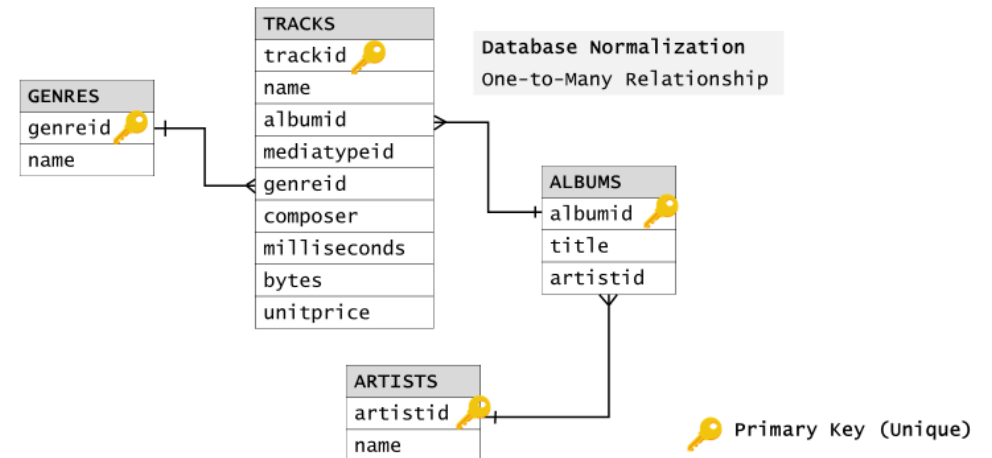 TRACKS
trackid
name
albumid
mediatypeid
genreid
composer
milliseconds
bytes
unitprice
Database Normalization
One-to-Many Relationship
GENRES
genreid
name
ALBUMS
albumid
title
artistid
ARTISTS
artistid
name
Primary Key (Unique)